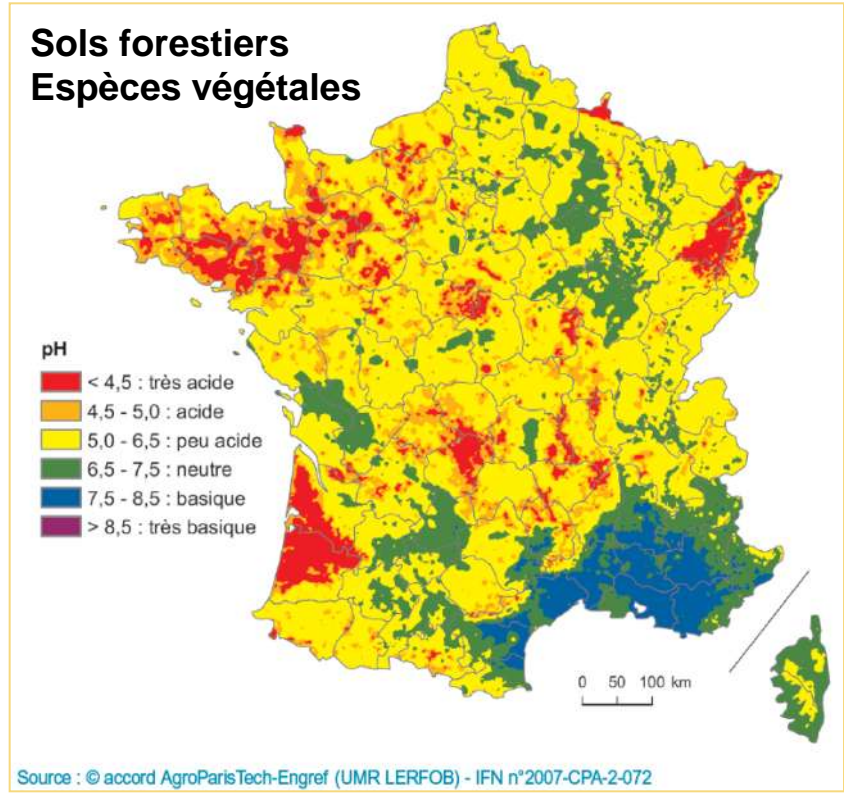 Sols forestiers
Espèces végétales
pH
< 4,5 : très acide
4,5 - 5,0 : acide
5,0 - 6,5 : peu acide
6,5 - 7,5 : neutre
7,5 - 8,5 : basique
> 8,5 : très basique
0 50 100 km
Source : © accord AgroParisTech-Engref (UMR LERFOB) - IFN n°2007-CPA-2-072